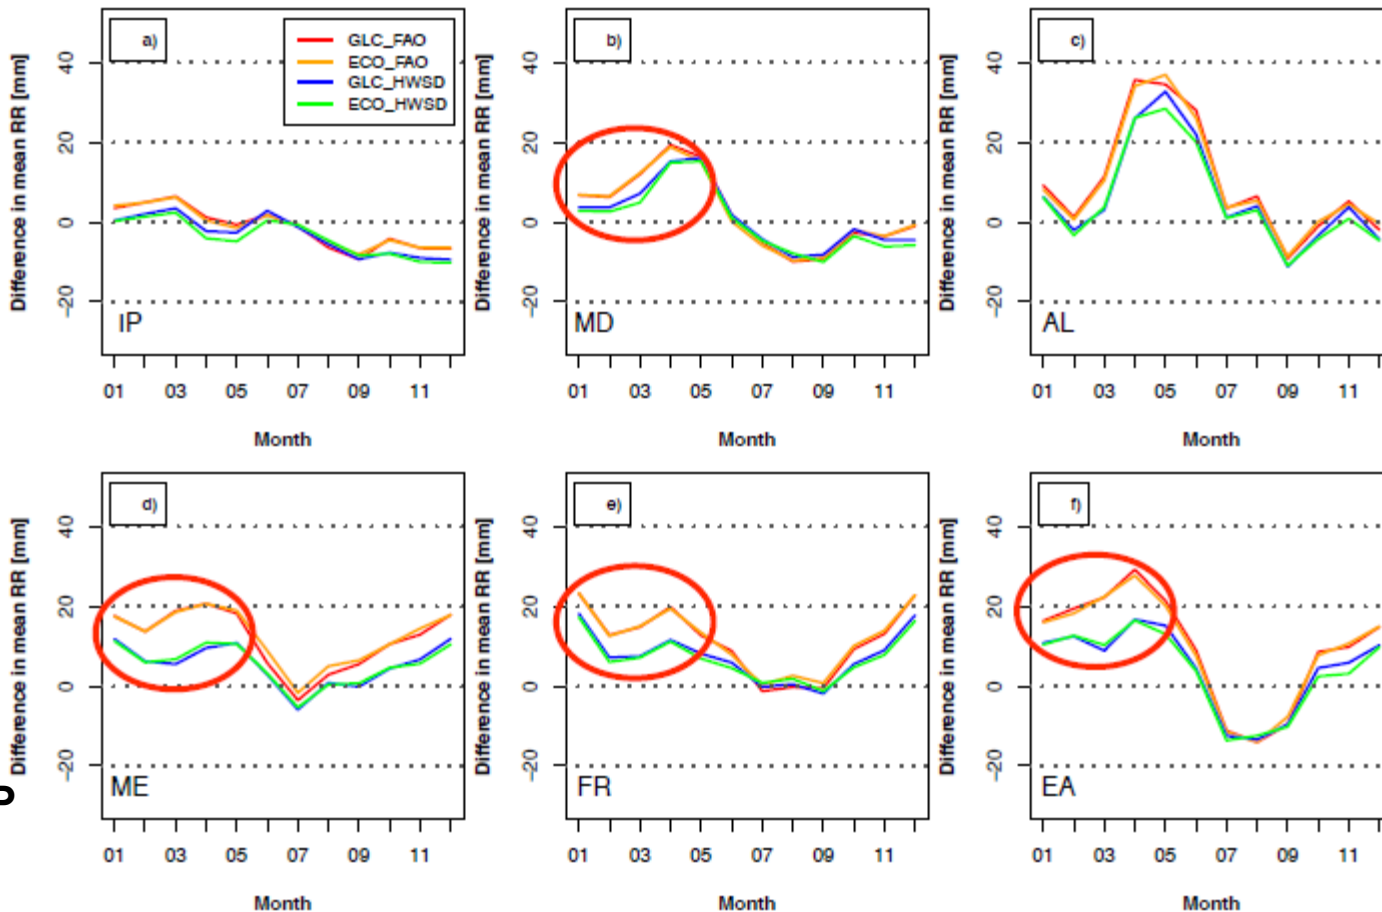 a)
GLC_FAO
ECO_FAO
GLC_HWSD
ECO_HWSD
Difference in mean RR [mm]
40
20
0
-20
IP
01 03 05 07 09 11
Month
b)
Difference in mean RR [mm]
40
20
0
-20
MD
01 03 05 07 09 11
Month
c)
Difference in mean RR [mm]
40
20
0
-20
AL
01 03 05 07 09 11
Month
d)
Difference in mean RR [mm]
40
20
0
-20
ME
01 03 05 07 09 11
Month
e)
Difference in mean RR [mm]
40
20
0
-20
FR
01 03 05 07 09 11
Month
f)
Difference in mean RR [mm]
40
20
0
-20
EA
01 03 05 07 09 11
Month